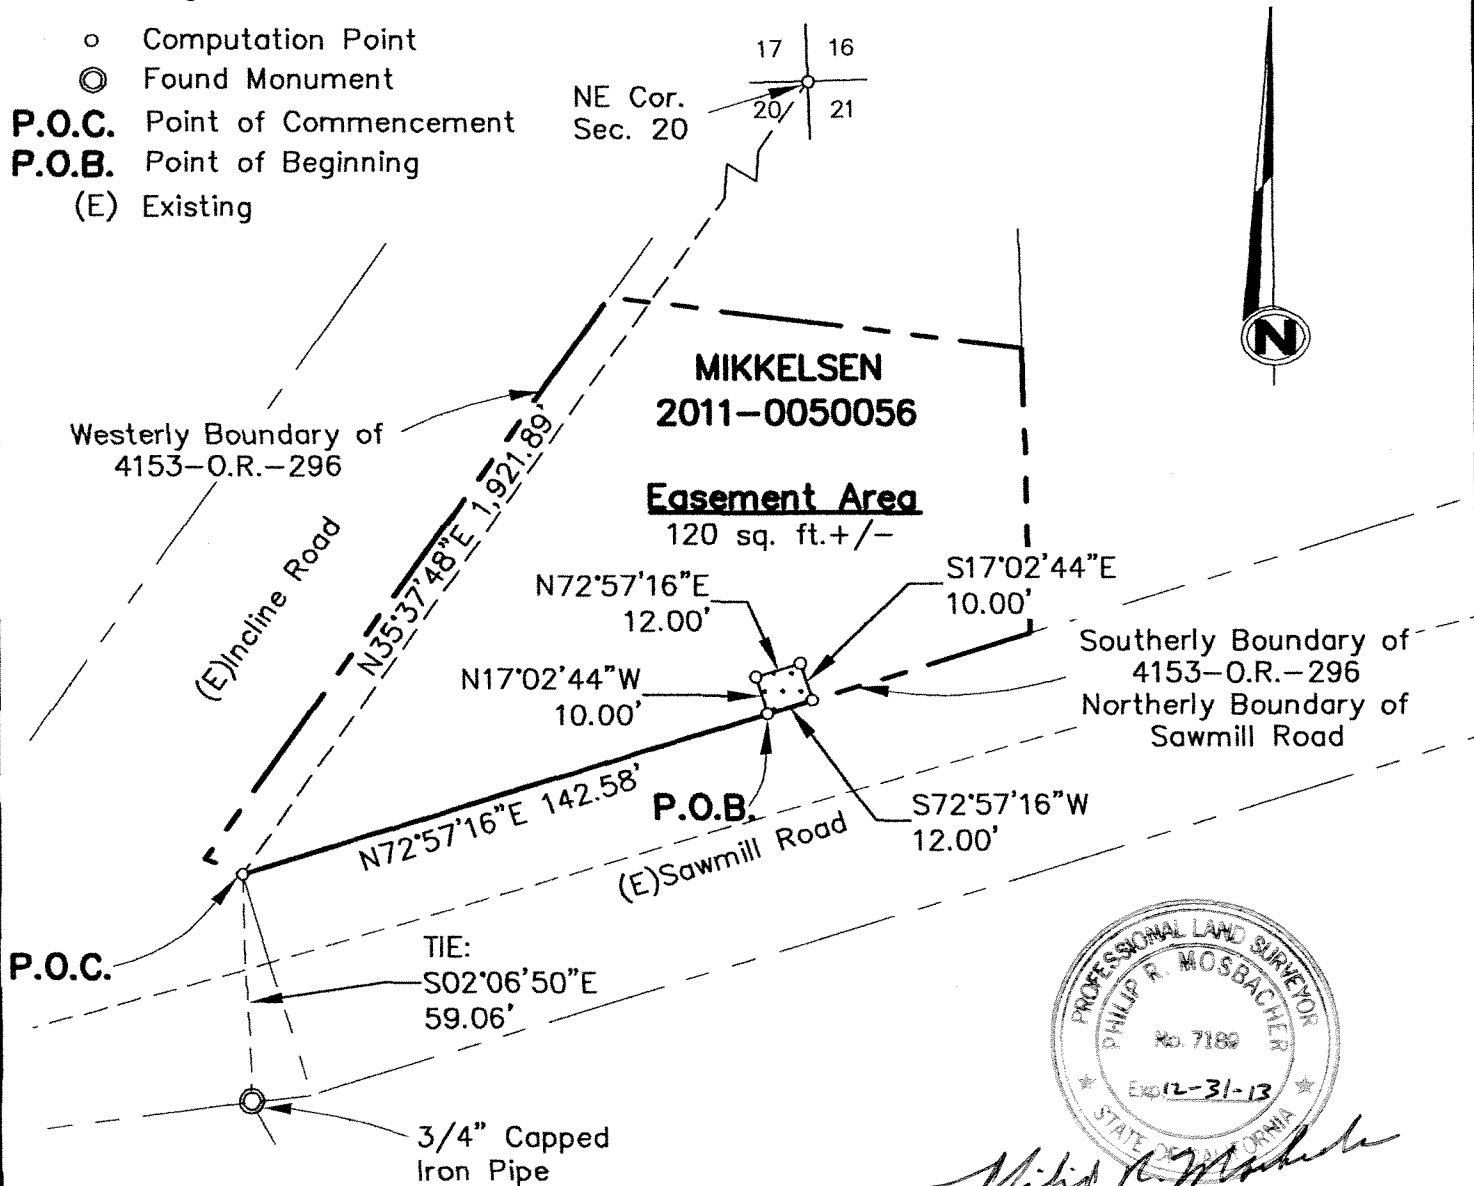 Computation Point
Found Monument
P.O.C. Point of Commencement
P.O.B. Point of Beginning
(E) Existing
17 16
20 21
NE Cor.
Sec. 20
N
MIKKELSEN
2011-0050056
Westerly Boundary of
4153-O.R.-296
Easement Area
120 sq. ft.+/-
N35°37'48"E 1,921.89'
(E)Incline Road
N72°57'16"E
12.00'
S17°02'44"E
10.00'
N17°02'44"W
10.00'
Southerly Boundary of
4153-O.R.-296
Northerly Boundary of
Sawmill Road
N72°57'16"E 142.58'
P.O.B.
S72°57'16"W
12.00'
(E)Sawmill Road
P.O.C.
TIE:
S02°06'50"E
59.06'
3/4" Capped
Iron Pipe
PROFESSIONAL LAND SURVEYOR
PHILIP R. MOSBACHER
No. 7189
Exp. 12-31-13
STATE OF CALIFORNIA
Philip R. Mosbacher